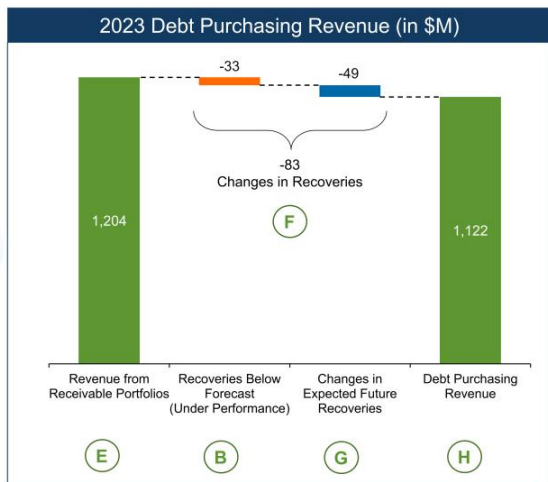 2023 Debt Purchasing Revenue (in $M)
-33
-49
-83
Changes in Recoveries
F
1,204
1,122
Revenue from
Receivable Portfolios
Recoveries Below
Forecast
(Under Performance)
Changes in
Expected Future
Recoveries
Debt Purchasing
Revenue
E
B
G
H